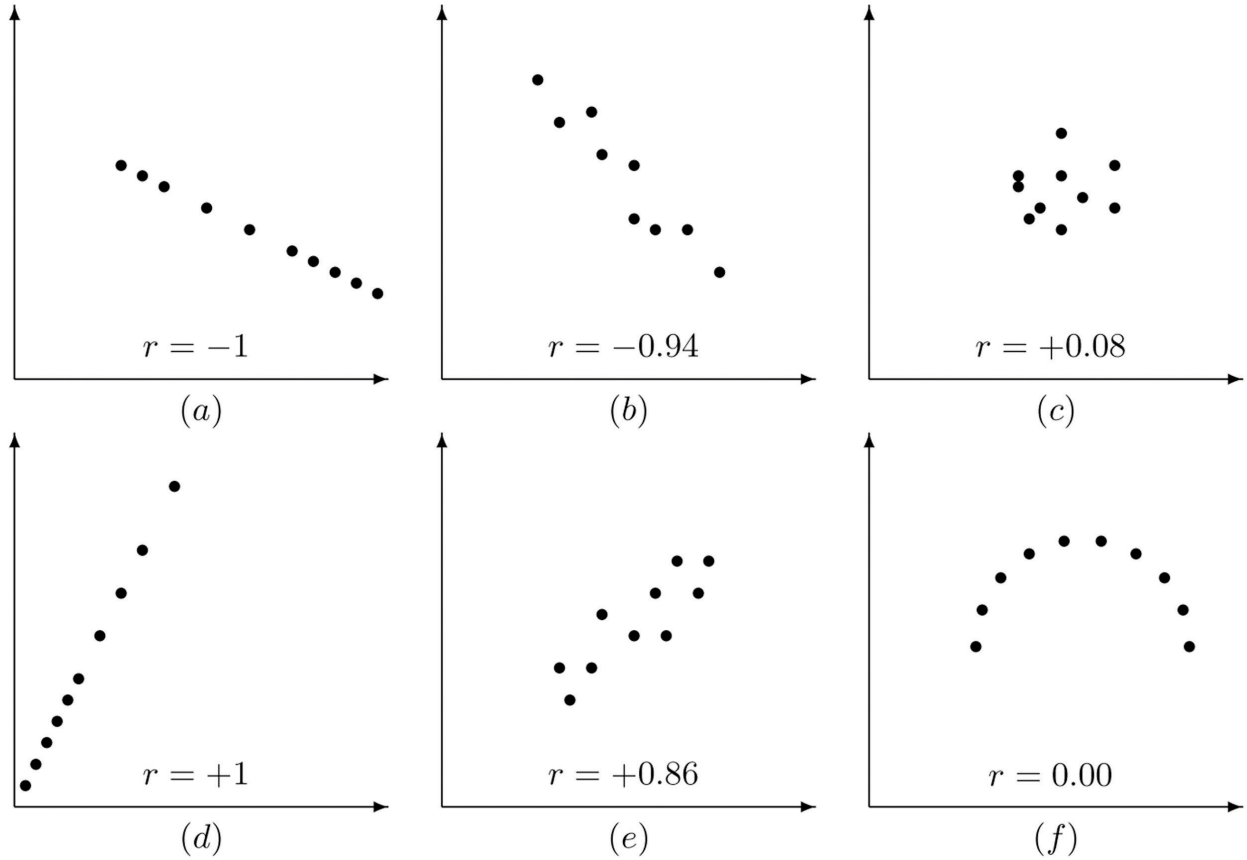 r = −1
r = −0.94
r = +0.08
(a)
(b)
(c)
r = +1
r = +0.86
r = 0.00
(d)
(e)
(f)